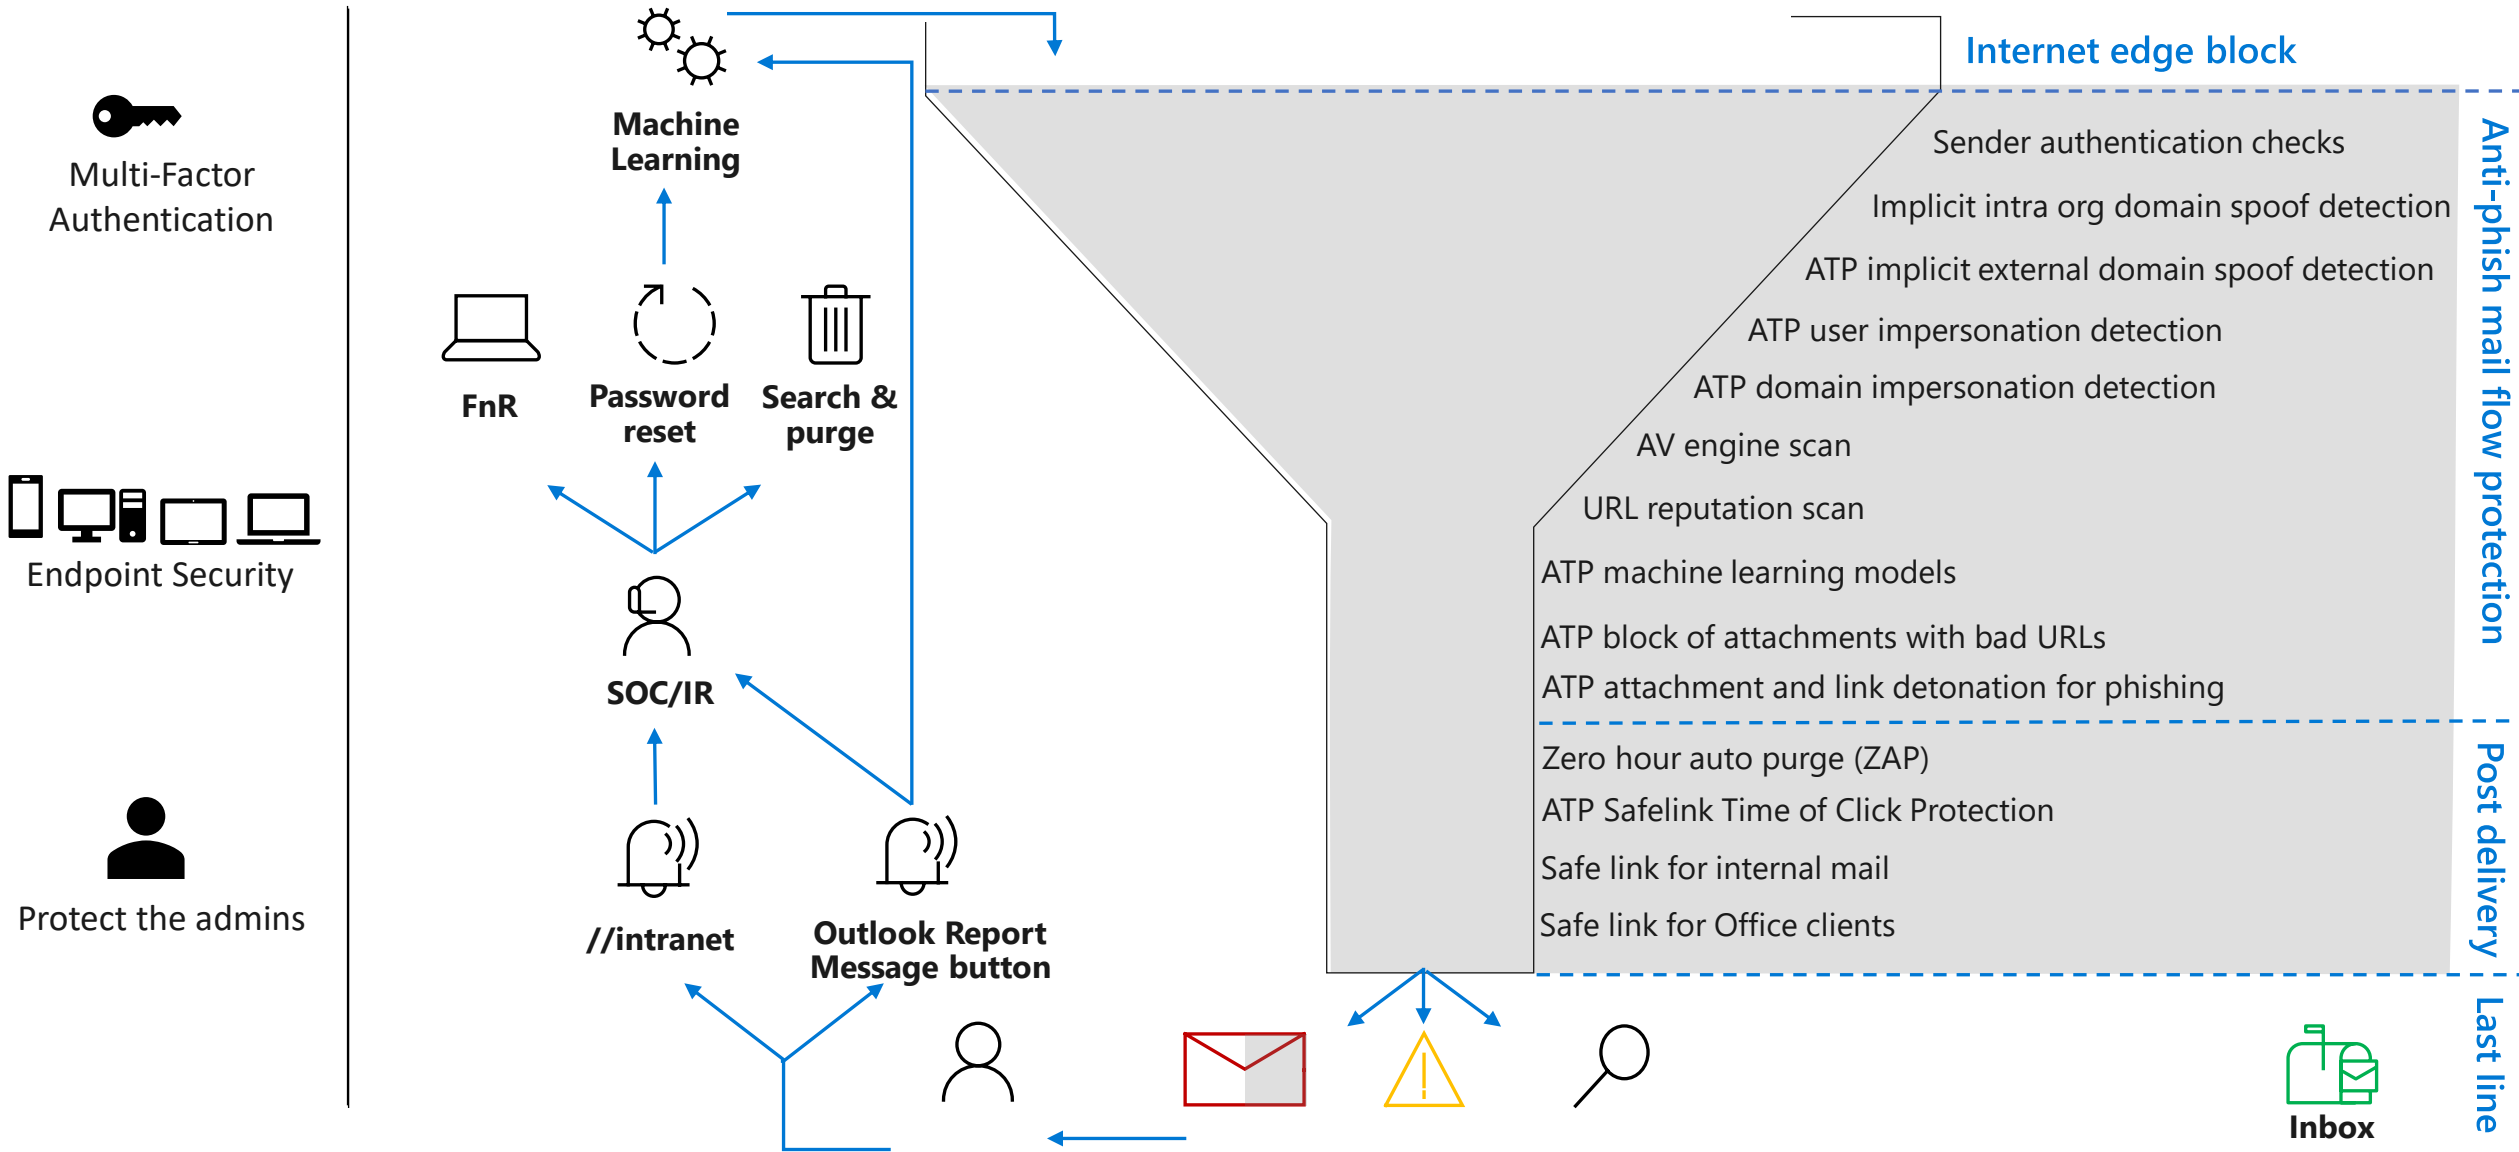 Multi-Factor
Authentication
Endpoint Security
Protect the admins
Machine
Learning
FnR
Password
reset
Search &
purge
SOC/IR
//intranet
Outlook Report
Message button
Internet edge block
Sender authentication checks
Implicit intra org domain spoof detection
ATP implicit external domain spoof detection
ATP user impersonation detection
ATP domain impersonation detection
AV engine scan
URL reputation scan
ATP machine learning models
ATP block of attachments with bad URLs
ATP attachment and link detonation for phishing
Zero hour auto purge (ZAP)
ATP Safelink Time of Click Protection
Safe link for internal mail
Safe link for Office clients
Anti-phish mail flow protection
Post delivery
Last line
Inbox